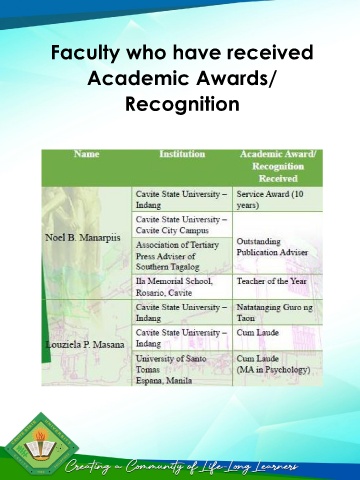 Faculty who have received
Academic Awards/
Recognition
Name Institution Academic Award/
Recognition
Received
Noel B. Manarpiis
Cavite State University –
Indang
Service Award (10
years)
Cavite State University –
Cavite City Campus
Association of Tertiary
Press Adviser of
Southern Tagalog
Outstanding
Publication Adviser
Ila Memorial School,
Rosario, Cavite
Teacher of the Year
Louziela P. Masana
Cavite State University –
Indang
Natatanging Guro ng
Taon
Cavite State University –
Indang
Cum Laude
University of Santo
Tomas
Espana, Manila
Cum Laude
(MA in Psychology)
Creating a Community of Life-Long Learners